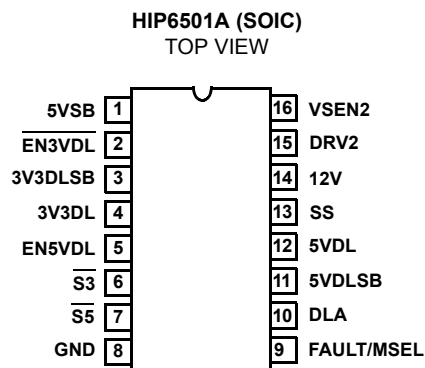 HIP6501A (SOIC)
TOP VIEW
5VSB 1 16 VSEN2
EN3VDL 2 15 DRV2
3V3DLSB 3 14 12V
3V3DL 4 13 SS
EN5VDL 5 12 5VDL
S3 6 11 5VDLSB
S5 7 10 DLA
GND 8 9 FAULT/MSEL